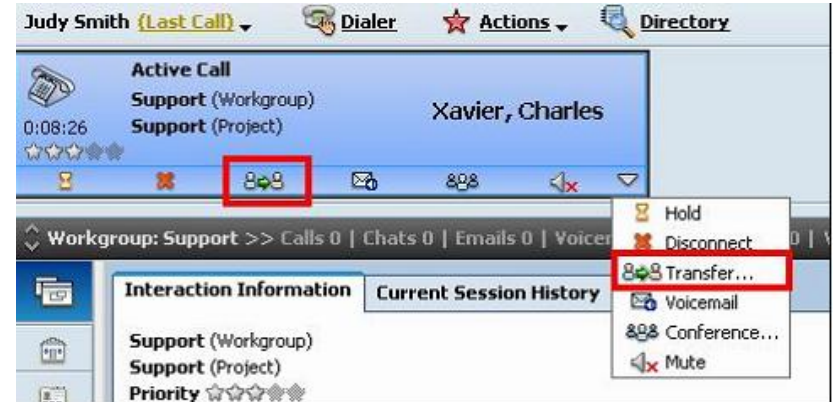 Judy Smith (Last Call) Dialer Actions Directory
Active Call
Support (Workgroup)
Support (Project)
Xavier, Charles
0:08:26
Hold
Disconnect
Transfer...
Voicemail
Conference...
Mute
Workgroup: Support >> Calls 0 | Chats 0 | Emails 0 |
Interaction Information Current Session History
Support (Workgroup)
Support (Project)
Priority